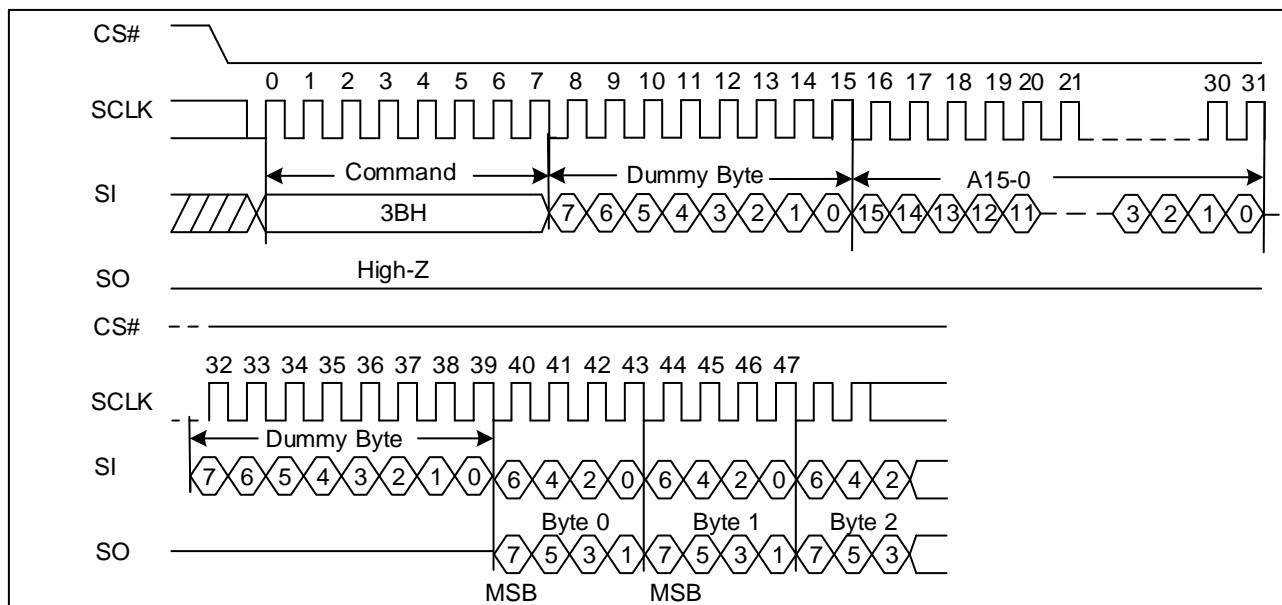 CS#
0 1 2 3 4 5 6 7 8 9 10 11 12 13 14 15 16 17 18 19 20 21 30 31
SCLK
Command Dummy Byte A15-0
SI
3BH 7 6 5 4 3 2 1 0 15 14 13 12 11 3 2 1 0
High-Z
SO
CS#
32 33 34 35 36 37 38 39 40 41 42 43 44 45 46 47
SCLK
Dummy Byte
SI
7 6 5 4 3 2 1 0 6 4 2 0 6 4 2 0 6 4 2
Byte 0 Byte 1 Byte 2
SO
7 5 3 1 7 5 3 1 7 5 3
MSB MSB